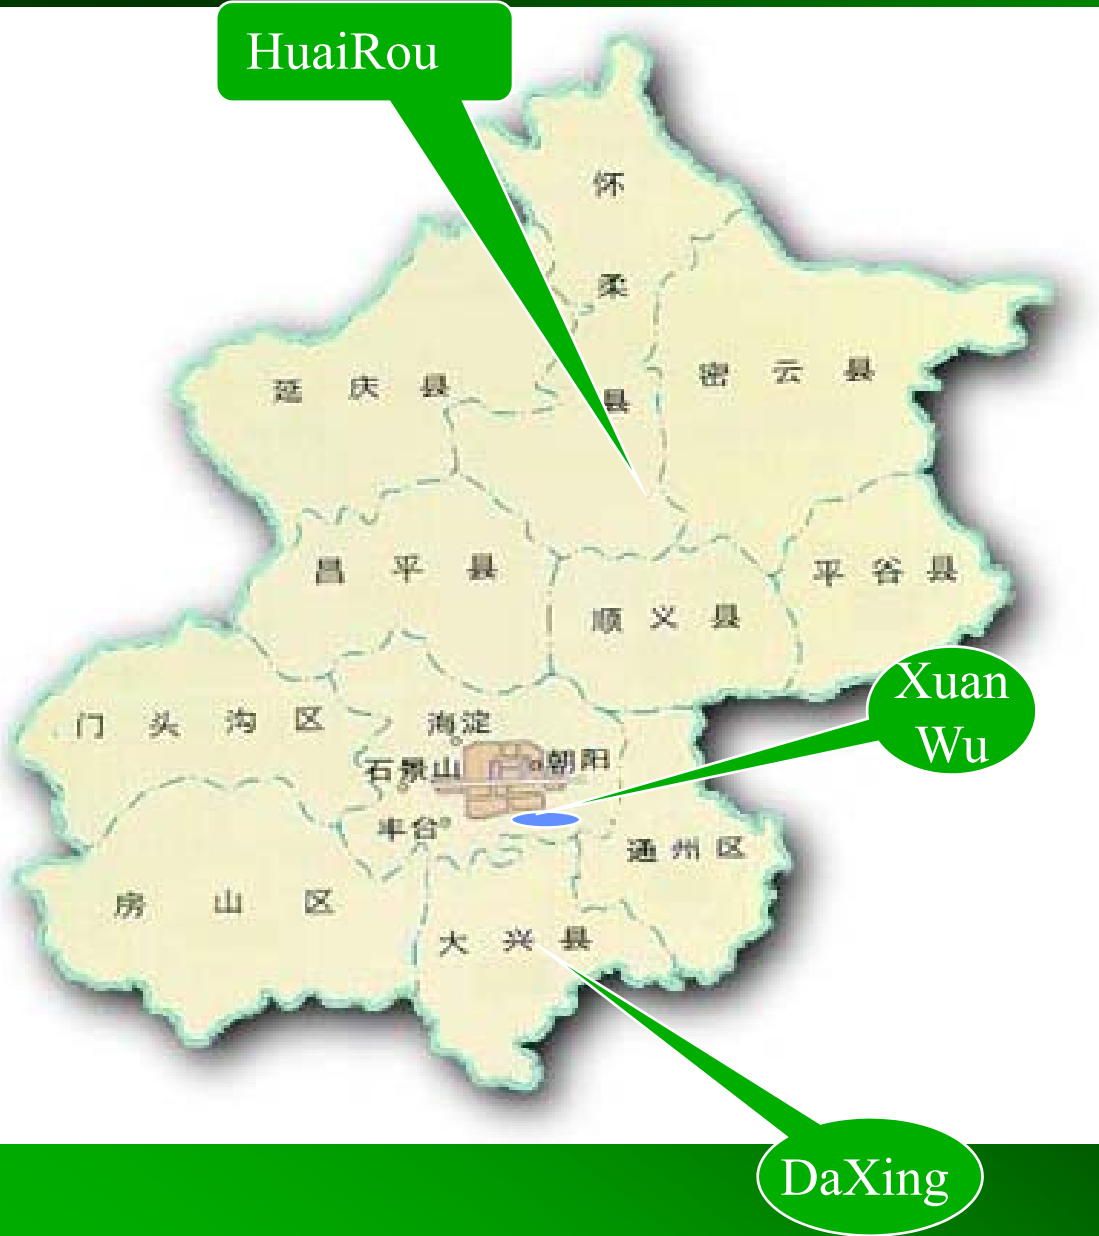 HuaiRou
怀
柔
县
延庆县
密云县
昌平县
平谷县
顺义县
Xuan
Wu
门头沟区
海淀
石景山
朝阳
丰台
通州区
房山区
大兴县
DaXing